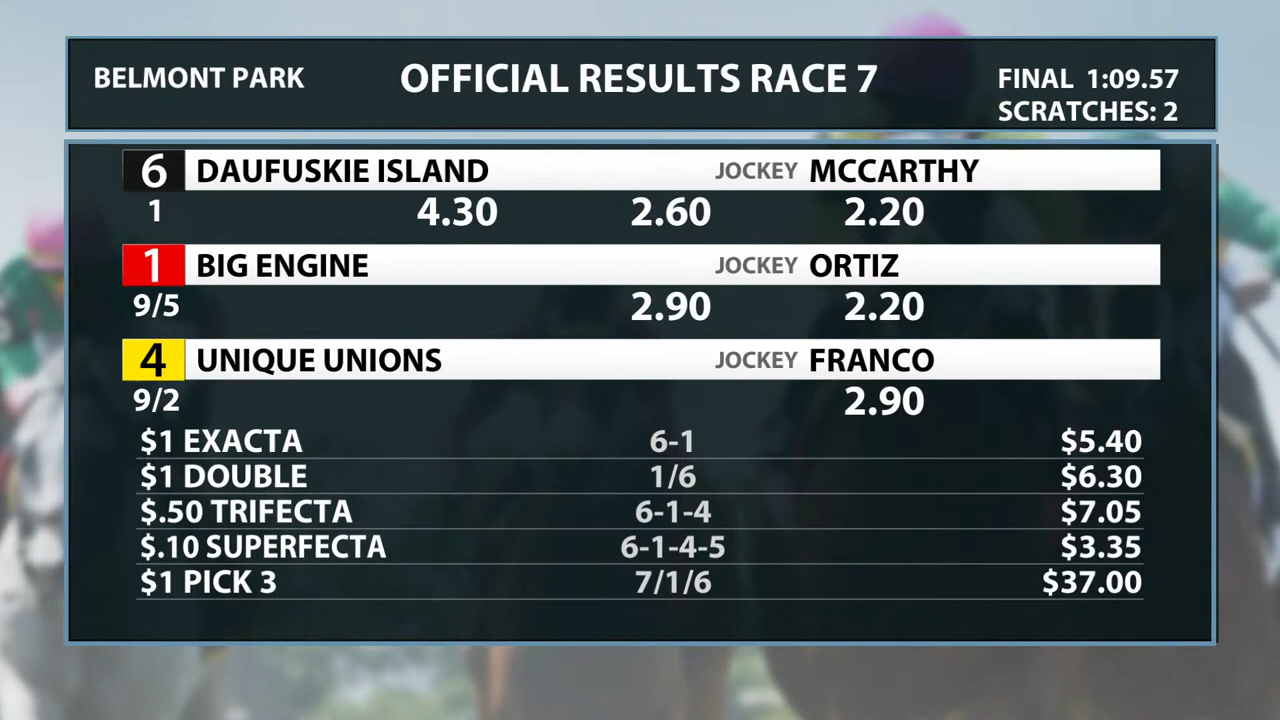 BELMONT PARK
OFFICIAL RESULTS RACE 7
FINAL 1:09.57
SCRATCHES: 2
6 DAUFUSKIE ISLAND JOCKEY MCCARTHY
1 4.30 2.60 2.20
1 BIG ENGINE JOCKEY ORTIZ
9/5 2.90 2.20
4 UNIQUE UNIONS JOCKEY FRANCO
9/2 2.90
$1 EXACTA 6-1 $5.40
$1 DOUBLE 1/6 $6.30
$.50 TRIFECTA 6-1-4 $7.05
$.10 SUPERFECTA 6-1-4-5 $3.35
$1 PICK 3 7/1/6 $37.00